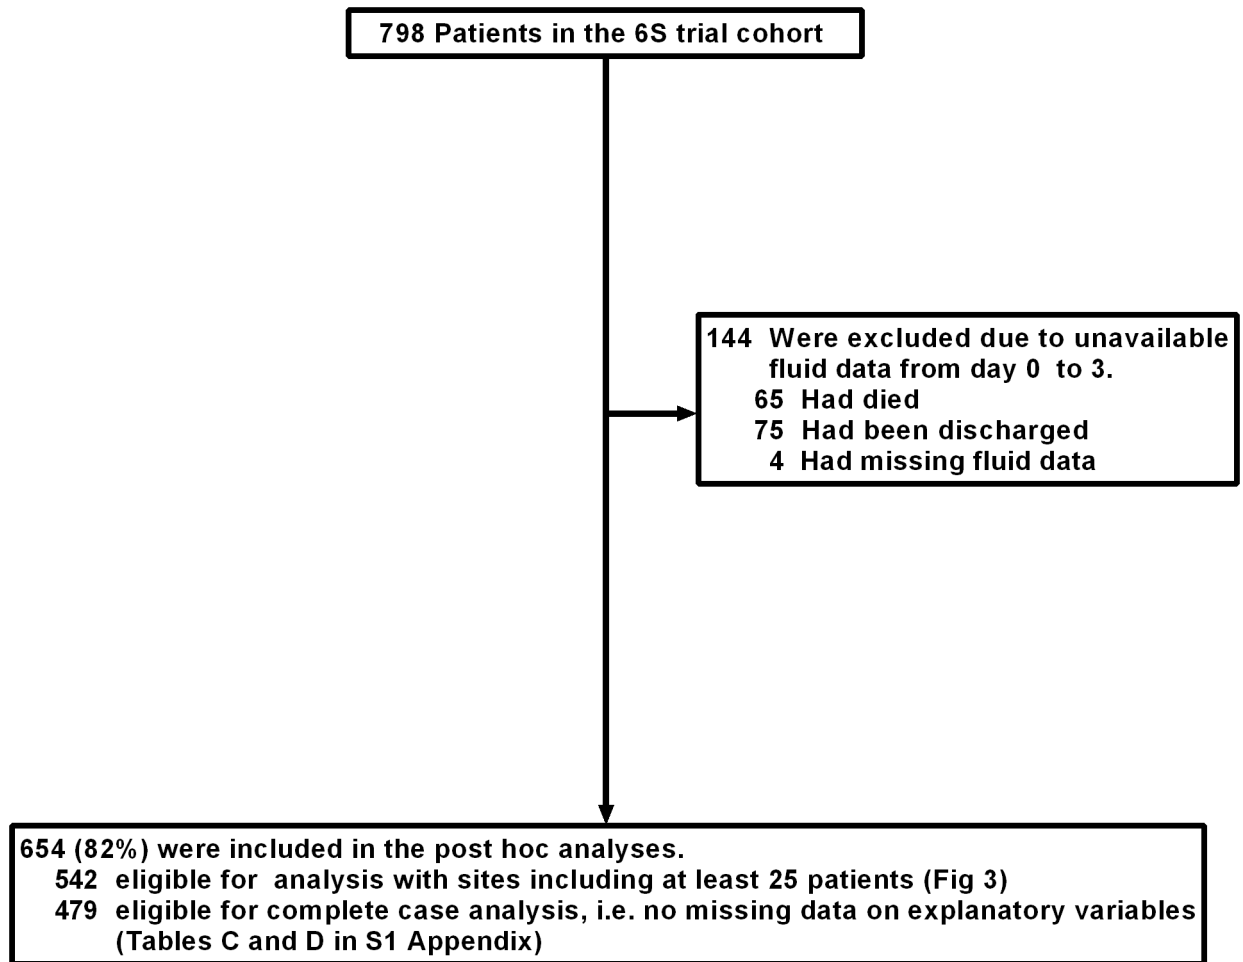 798 Patients in the 6S trial cohort
144 Were excluded due to unavailable
fluid data from day 0 to 3.
65 Had died
75 Had been discharged
4 Had missing fluid data
654 (82%) were included in the post hoc analyses.
542 eligible for analysis with sites including at least 25 patients (Fig 3)
479 eligible for complete case analysis, i.e. no missing data on explanatory variables
(Tables C and D in S1 Appendix)